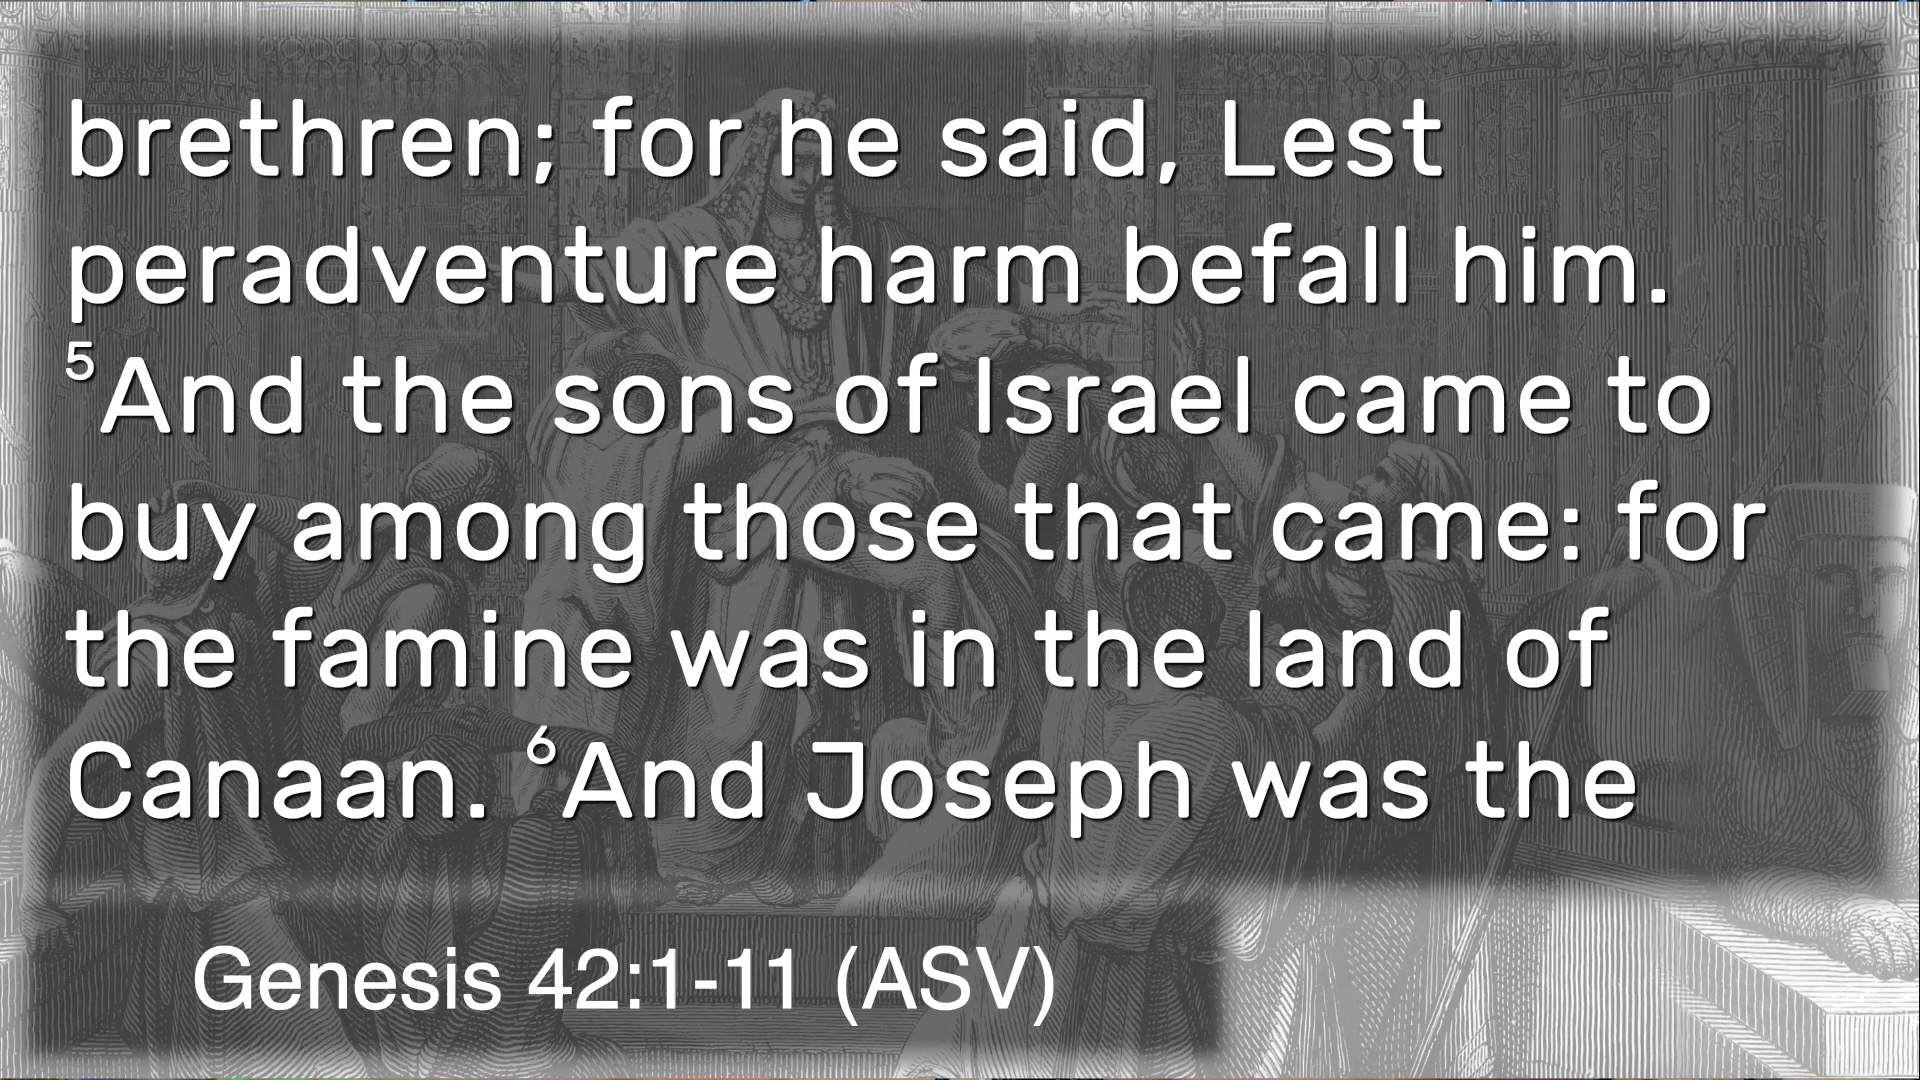 brethren; for he said, Lest
peradventure harm befall him.
⁵And the sons of Israel came to
buy among those that came: for
the famine was in the land of
Canaan. ⁶And Joseph was the
Genesis 42:1-11 (ASV)